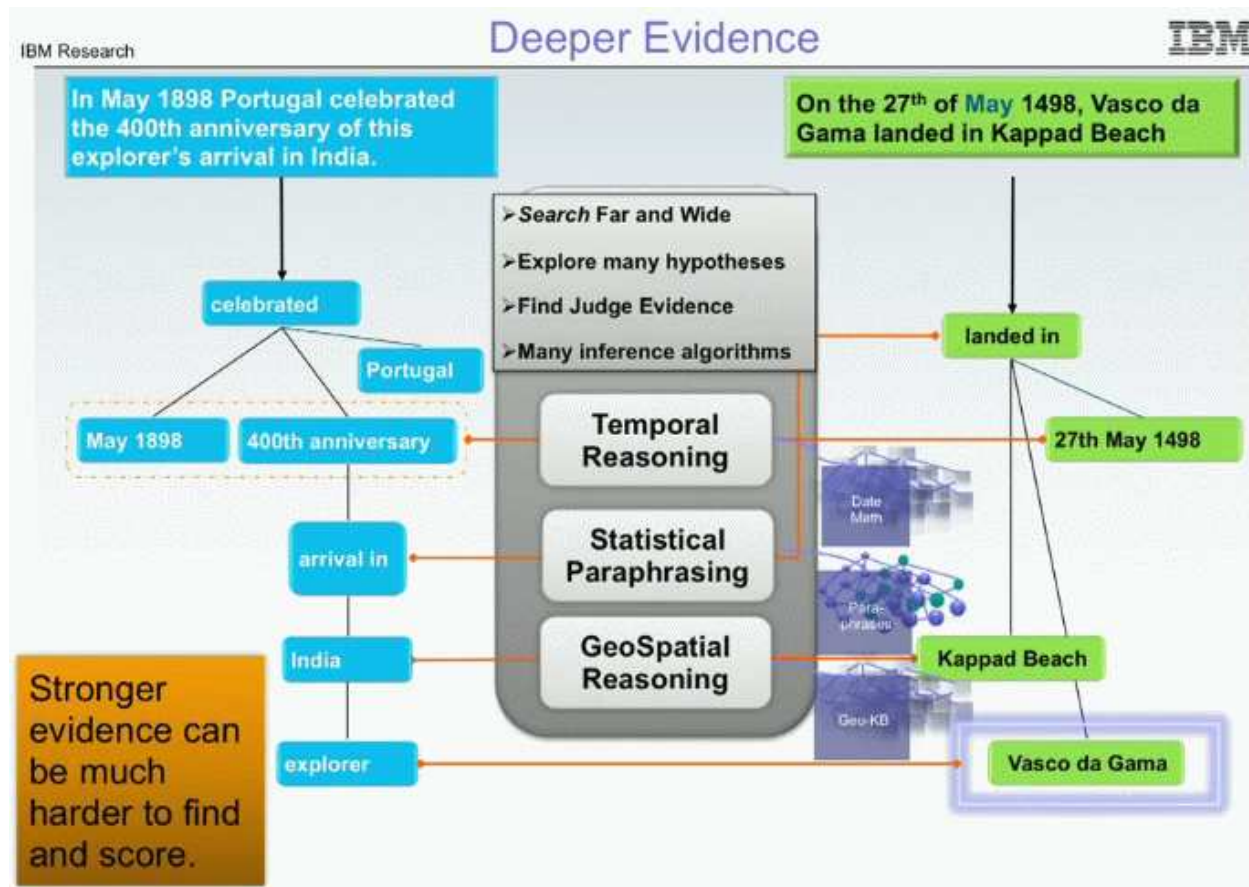 IBM Research
Deeper Evidence
IBM
In May 1898 Portugal celebrated
the 400th anniversary of this
explorer's arrival in India.
On the 27th of May 1498, Vasco da
Gama landed in Kappad Beach
➢Search Far and Wide
➢Explore many hypotheses
➢Find Judge Evidence
➢Many inference algorithms
celebrated
Portugal
May 1898
400th anniversary
arrival in
India
explorer
Temporal
Reasoning
Statistical
Paraphrasing
GeoSpatial
Reasoning
Date
Math
Para-
phrases
Geo-KB
landed in
27th May 1498
Kappad Beach
Vasco da Gama
Stronger
evidence can
be much
harder to find
and score.